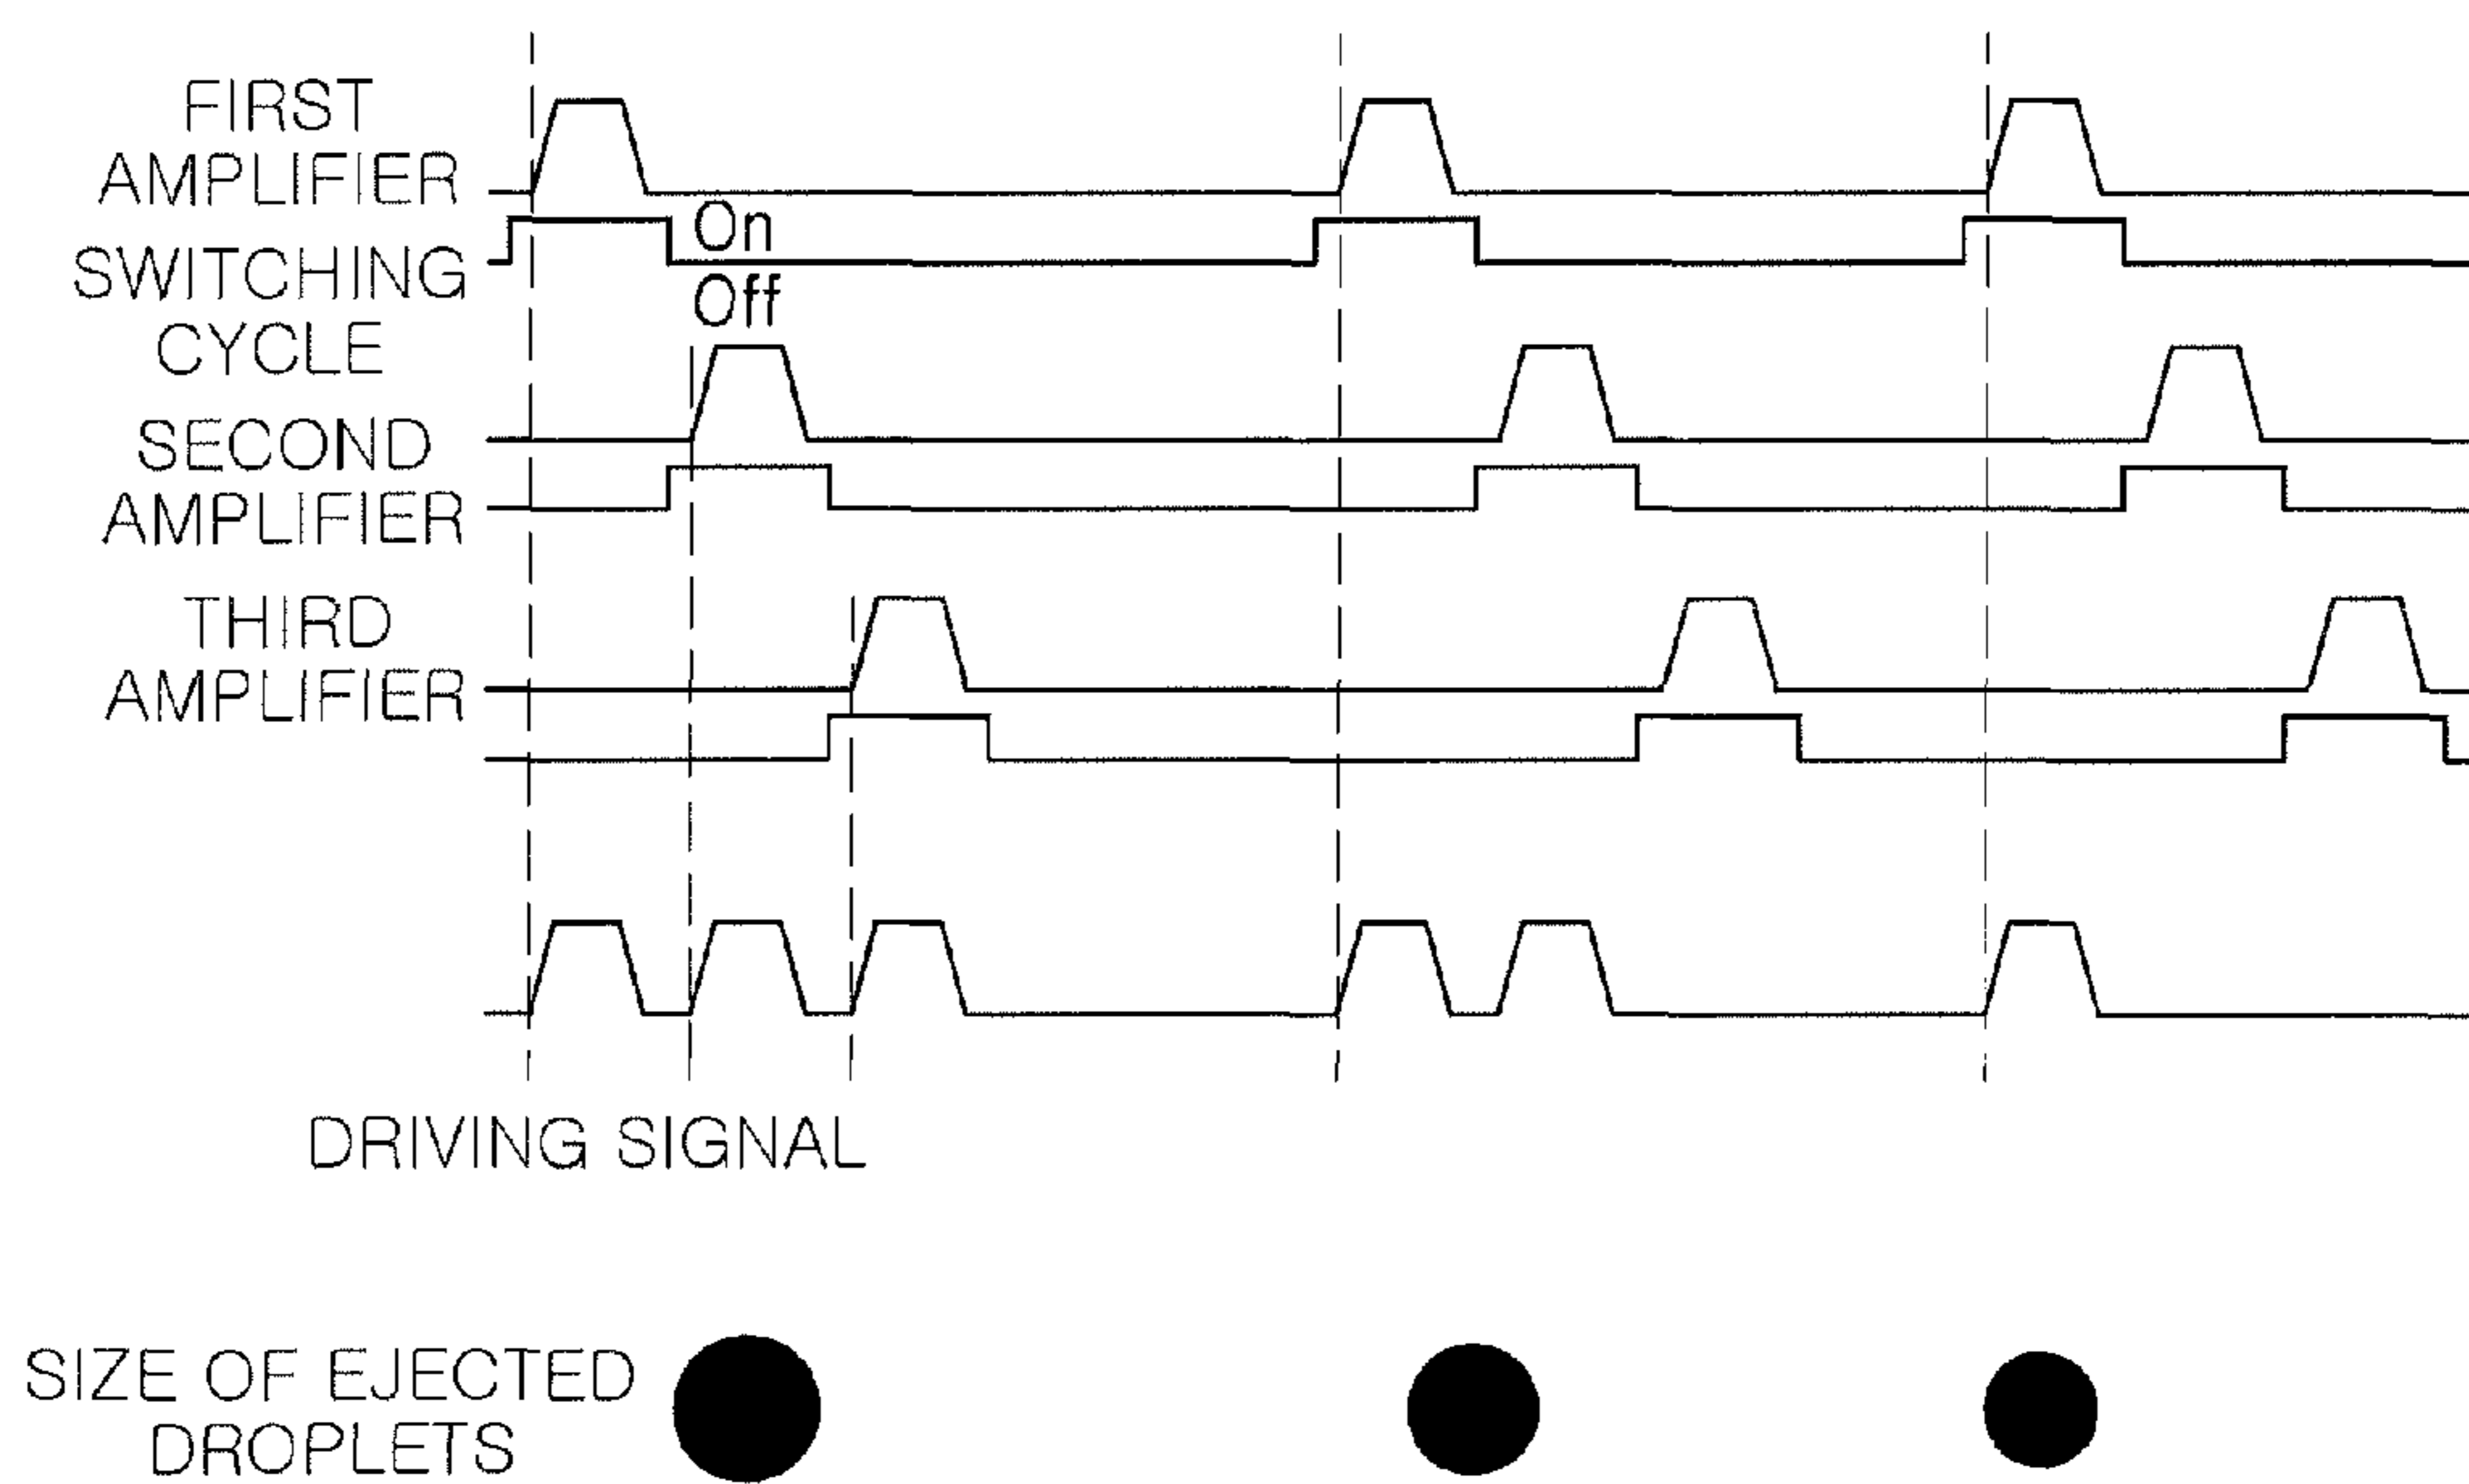 FIRST
AMPLIFIER
On
SWITCHING
CYCLE
Off
SECOND
AMPLIFIER
THIRD
AMPLIFIER
DRIVING SIGNAL
SIZE OF EJECTED
DROPLETS